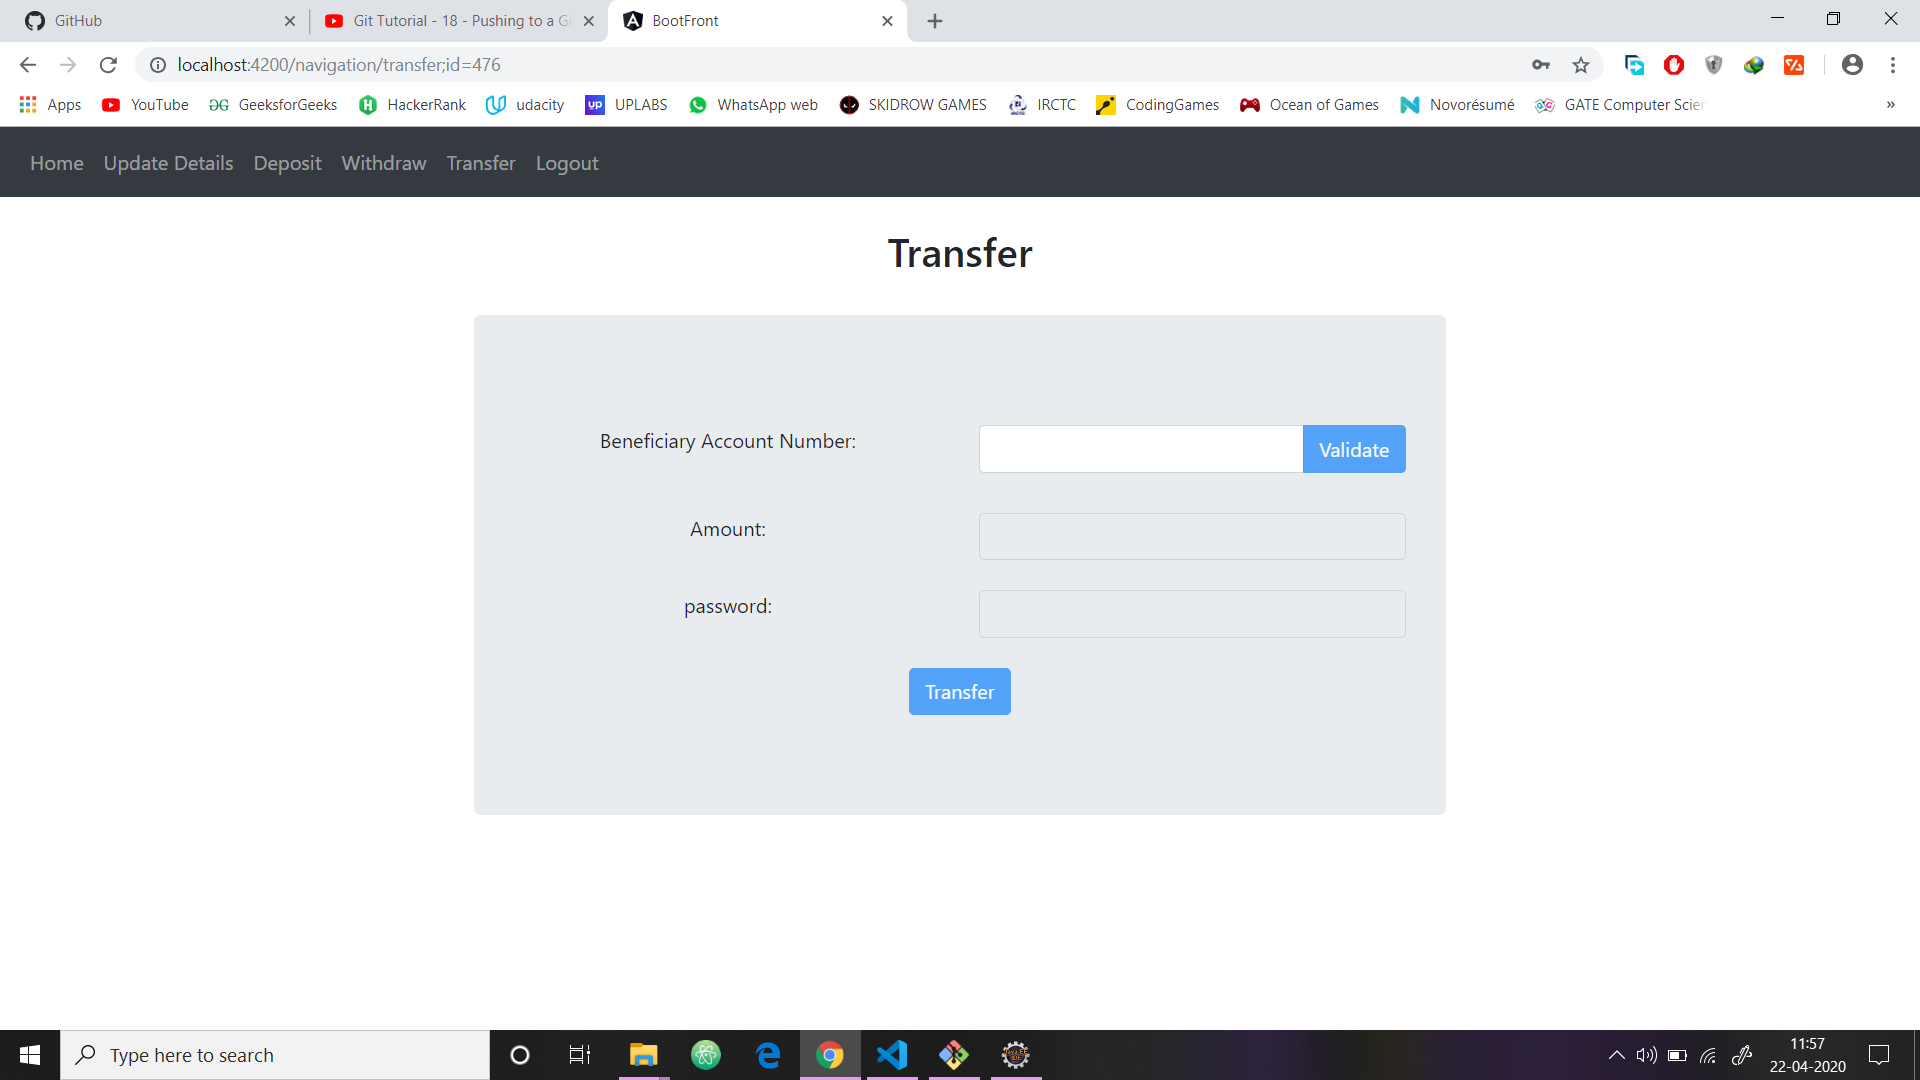 GitHub
Git Tutorial - 18 - Pushing to a Gi
BootFront
localhost:4200/navigation/transfer;id=476
Apps
YouTube
GeeksforGeeks
HackerRank
udacity
UP UPLABS
WhatsApp web
SKIDROW GAMES
IRCTC
CodingGames
Ocean of Games
Novorésumé
GATE Computer Scien
»
Home Update Details Deposit Withdraw Transfer Logout
Transfer
Beneficiary Account Number:
Validate
Amount:
password:
Transfer
Type here to search
11:57
22-04-2020